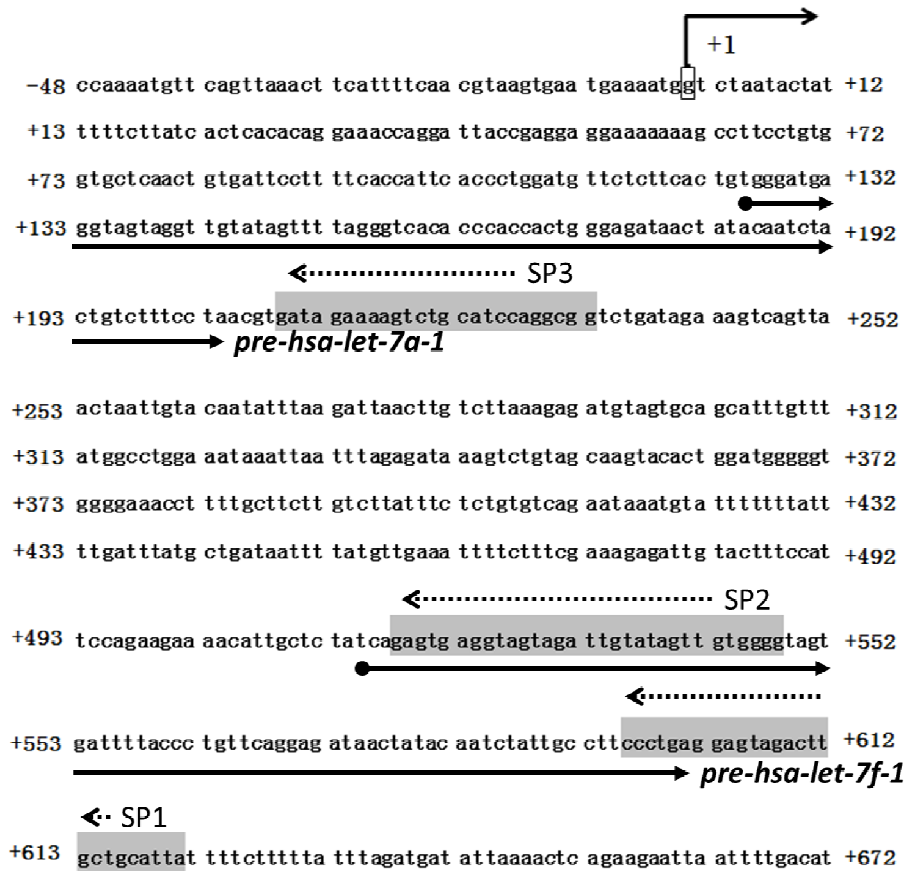 +1
-48 ccaaaatgtt cagttaaact tcattttcaa cgtaagtgaa tgaaaatggt ctaatactat +12
+13 ttttcttatc actcacacag gaaaccagga ttaccgagga ggaaaaaaag ccttcctgtg +72
+73 gtgctcaact gtgattcctt ttcaccattc accctggatg ttctcttcac tgtgggatga +132
+133 ggtagtaggt tgtatagttt tagggtcaca cccaccactg ggagataact atacaatcta +192
SP3
+193 ctgtctttcc taacgtgata gaaaagtctg catccaggcg gtctgataga aagtcagtta +252
pre-hsa-let-7a-1
+253 actaattgta caatatttaa gattaacttg tcttaaagag atgtagtgca gcatttgttt +312
+313 atggcctgga aataaattaa tttagagata aagtctgtag caagtacact ggatgggggt +372
+373 ggggaaacct tttgcttctt gtcttatttc tctgtgtcag aataaatgta tttttttatt +432
+433 ttgatttatg ctgataattt tatgttgaaa ttttctttcg aaagagattg tactttccat +492
SP2
+493 tccagaagaa aacattgctc tatcagagtg aggtagtaga ttgtatagtt gtggggtagt +552
+553 gattttaccc tgttcaggag ataactatac aatctattgc cttccctgag gagtagactt +612
pre-hsa-let-7f-1
SP1
+613 gctgcattat tttcttttta tttagatgat attaaaactc agaagaatta attttgacat +672